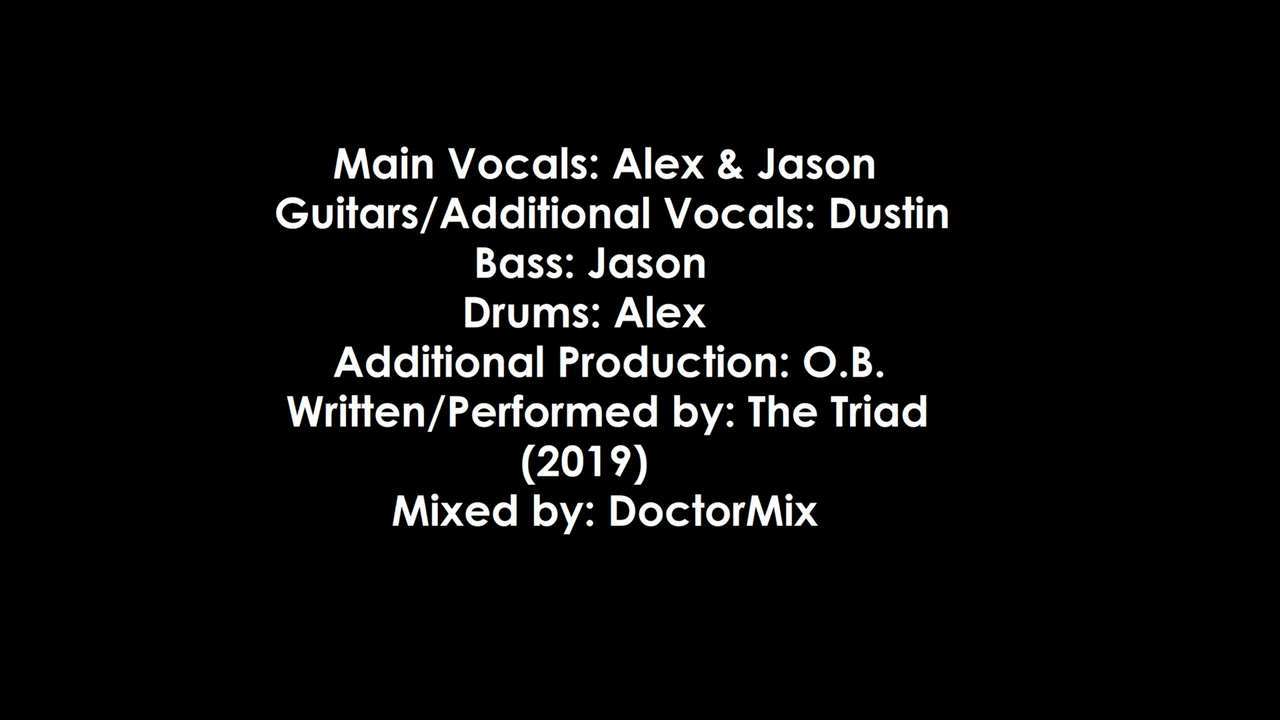 Main Vocals: Alex & Jason
Guitars/Additional Vocals: Dustin
Bass: Jason
Drums: Alex
Additional Production: O.B.
Written/Performed by: The Triad
(2019)
Mixed by: DoctorMix